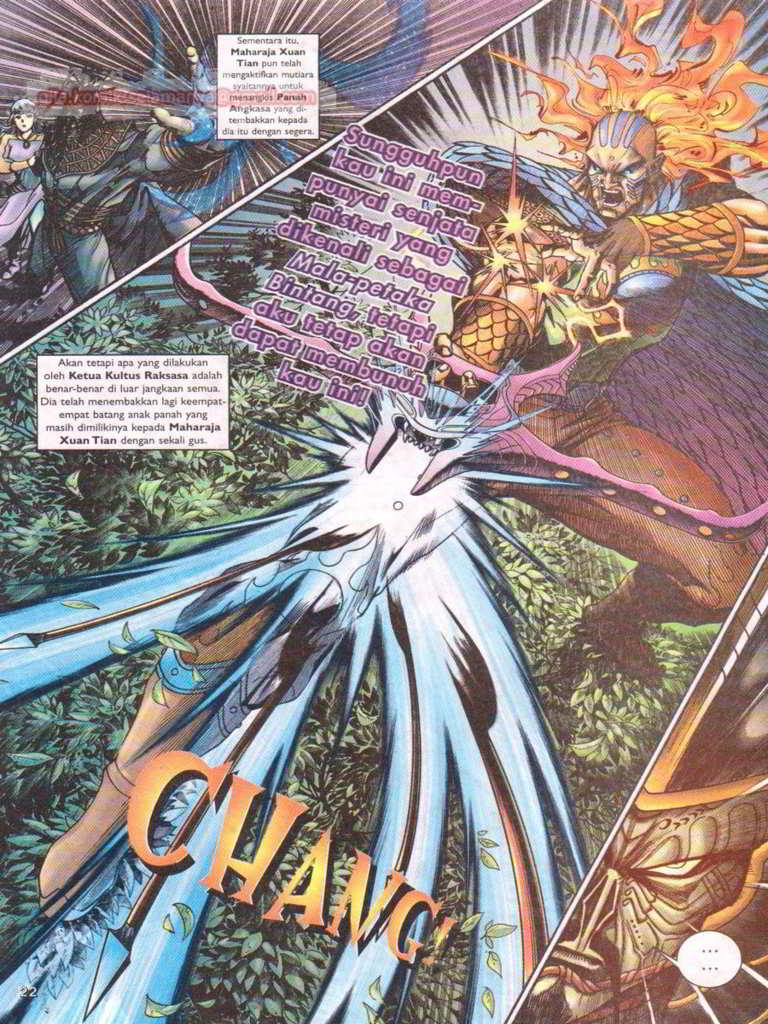 Sementara itu,
Maharaja Xuan
Tian pun telah
mengaktifkan mutiara
syaitannya untuk
menangkis Panah
Angkasa yang di-
tembakkan kepada
dia itu dengan segera.
Sungguhpun
kau ini mem-
punyai senjata
misteri yang
dikenali sebagai
Mala-petaka
Bintang, tetapi
aku tetap akan
dapat membunuh
kau ini!
Akan tetapi apa yang dilakukan
oleh Ketua Kultus Raksasa adalah
benar-benar di luar jangkaan semua.
Dia telah menembakkan lagi keempat-
empat batang anak panah yang
masih dimilikinya kepada Maharaja
Xuan Tian dengan sekali gus.
CHANG!
...
...
22